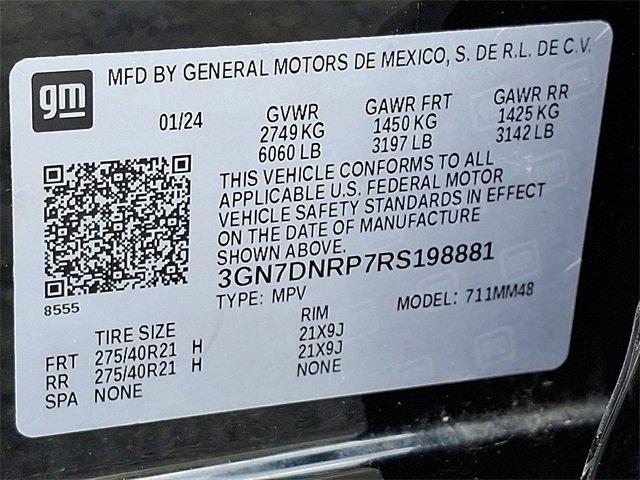 gm
MFD BY GENERAL MOTORS DE MEXICO, S. DE R.L. DE C.V.
01/24
GVWR
2749 KG
6060 LB
GAWR FRT
1450 KG
3197 LB
GAWR RR
1425 KG
3142 LB
THIS VEHICLE CONFORMS TO ALL
APPLICABLE U.S. FEDERAL MOTOR
VEHICLE SAFETY STANDARDS IN EFFECT
ON THE DATE OF MANUFACTURE
SHOWN ABOVE.
3GN7DNRP7RS198881
TYPE: MPV
MODEL: 711MM48
8555
TIRE SIZE RIM
FRT 275/40R21 H 21X9J
RR 275/40R21 H 21X9J
SPA NONE NONE